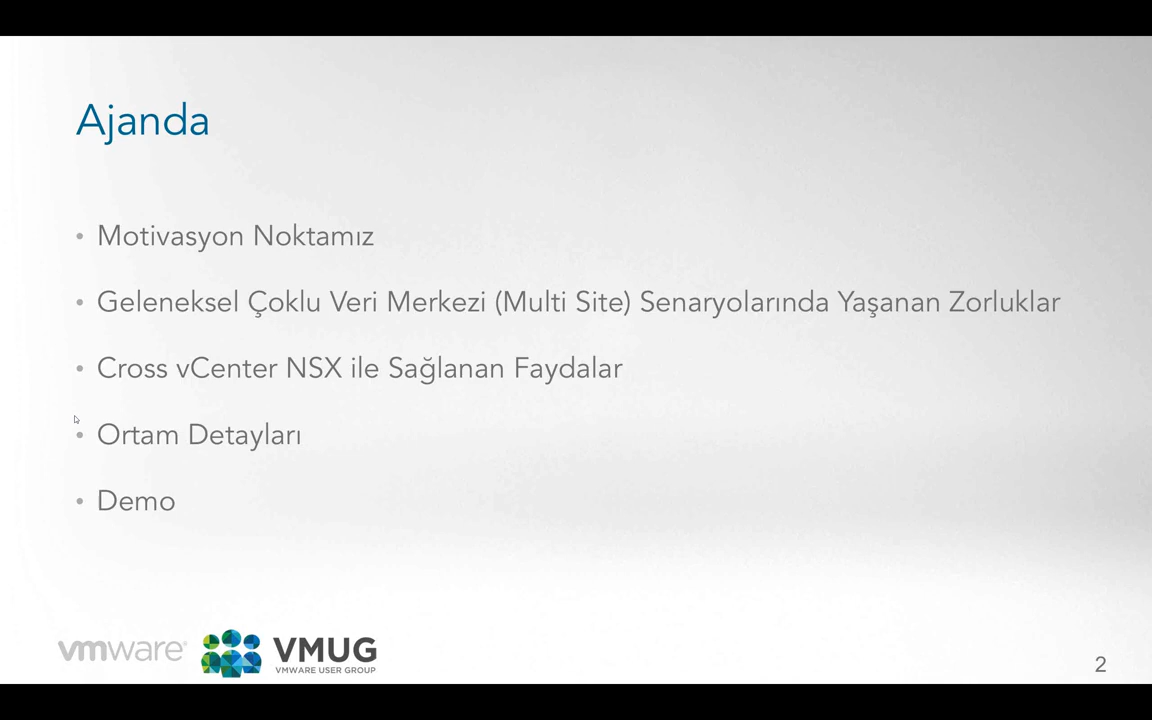 Ajanda
• Motivasyon Noktamız
• Geleneksel Çoklu Veri Merkezi (Multi Site) Senaryolarında Yaşanan Zorluklar
• Cross vCenter NSX ile Sağlanan Faydalar
• Ortam Detayları
• Demo
vmware®
VMUG
VMWARE USER GROUP
2